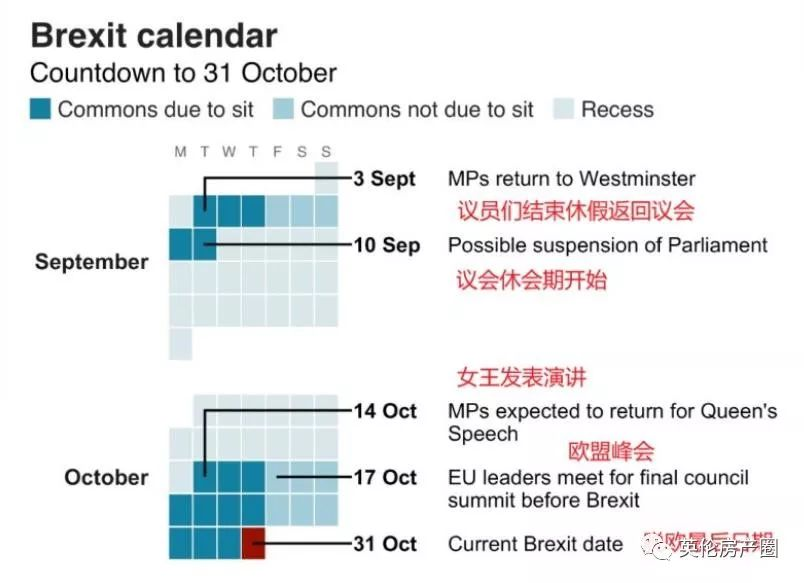 Brexit calendar
Countdown to 31 October
Commons due to sit
Commons not due to sit
Recess
M T W T F S S
3 Sept
MPs return to Westminster
议员们结束休假返回议会
10 Sep
Possible suspension of Parliament
议会休会期开始
September
女王发表演讲
14 Oct
MPs expected to return for Queen's
Speech
欧盟峰会
October
17 Oct
EU leaders meet for final council
summit before Brexit
31 Oct
Current Brexit date
英伦房产圈